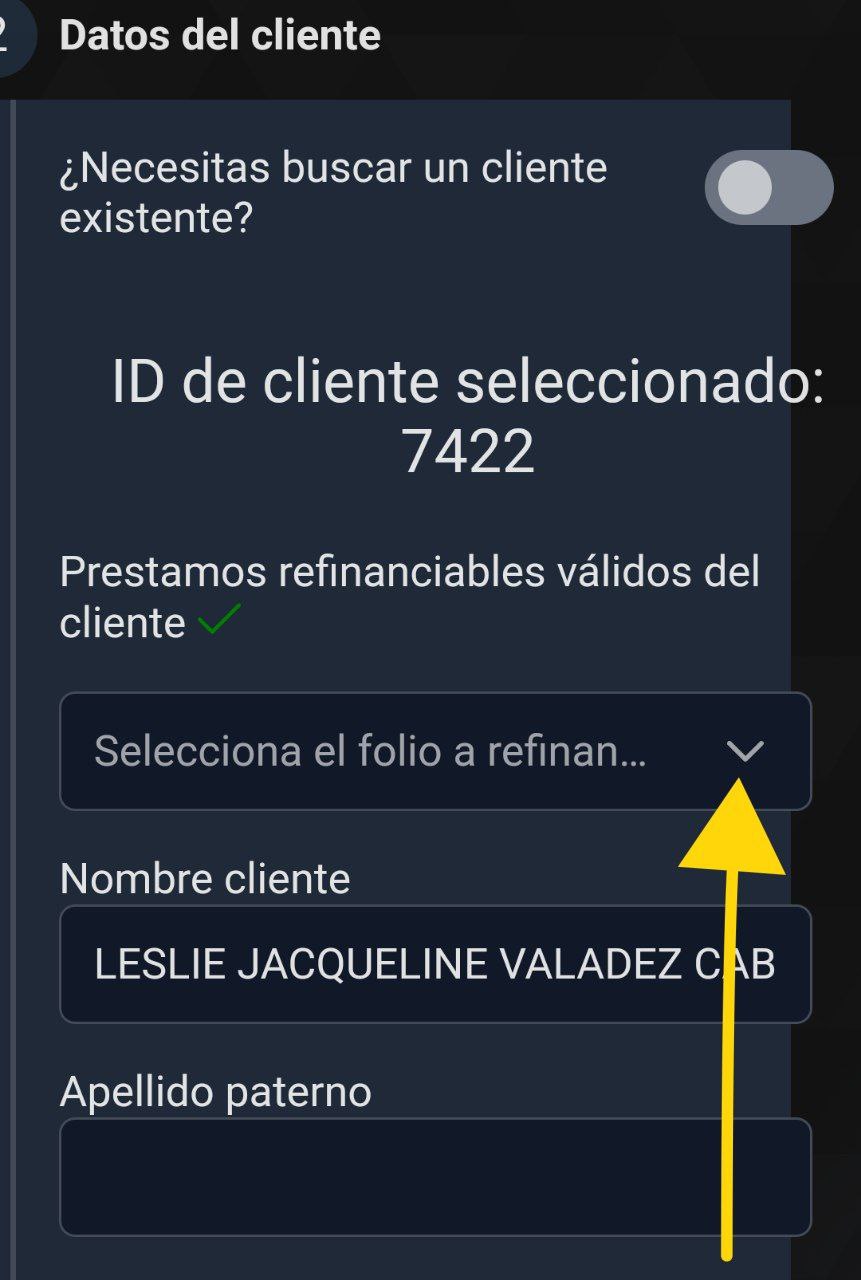 2
Datos del cliente
¿Necesitas buscar un cliente
existente?
ID de cliente seleccionado:
7422
Prestamos refinanciables válidos del
cliente
Selecciona el folio a refinan...
Nombre cliente
LESLIE JACQUELINE VALADEZ CAB
Apellido paterno